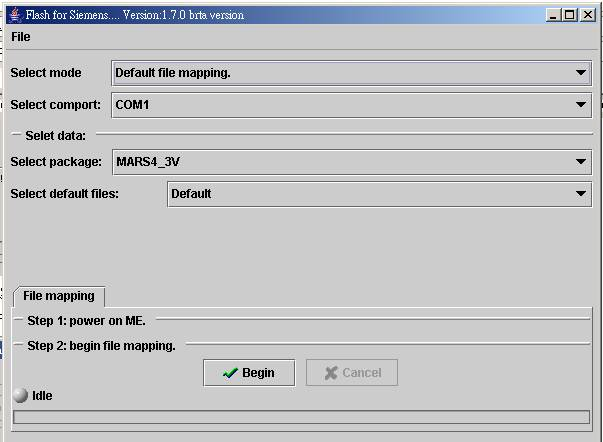 Flash for Siemens.... Version:1.7.0 brta version
File
Select mode Default file mapping.
Select comport: COM1
Selet data:
Select package: MARS4_3V
Select default files: Default
File mapping
Step 1: power on ME.
Step 2: begin file mapping.
Begin Cancel
Idle